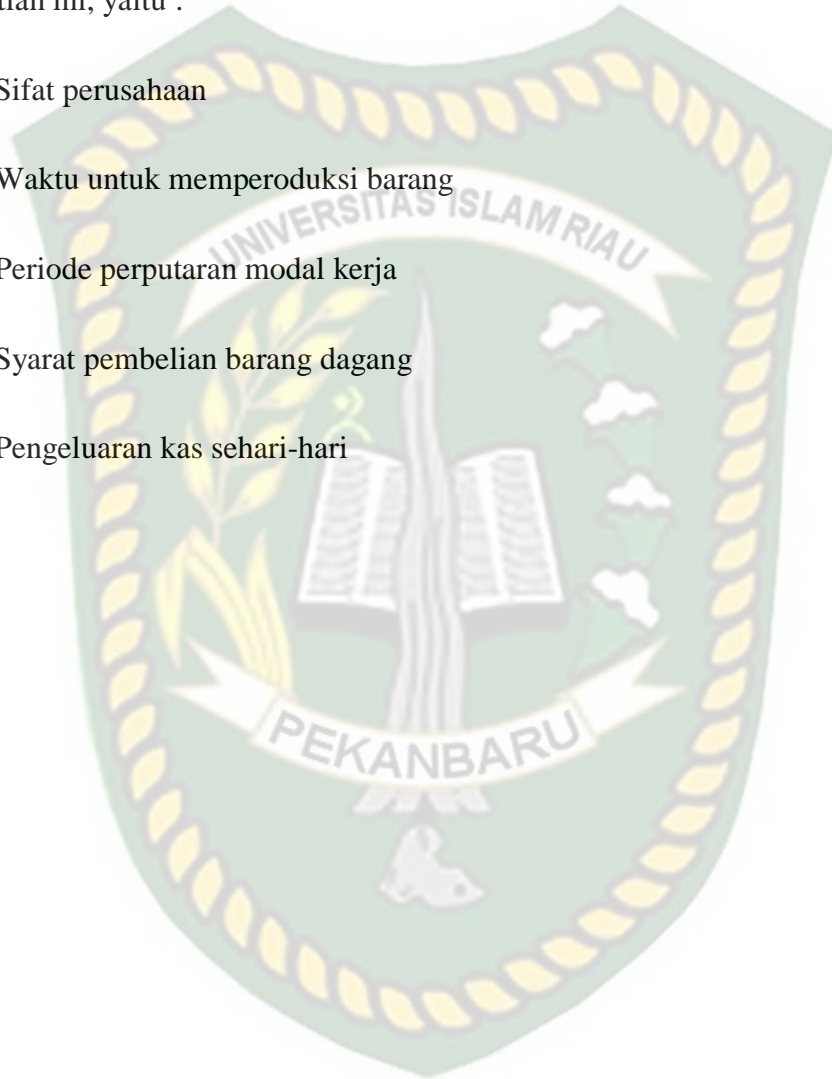 ini, yaitu :
Sifat perusahaan
Waktu untuk memperoduksi barang
Periode perputaran modal kerja
Syarat pembelian barang dagang
Pengeluaran kas sehari-hari
UNIVERSITAS ISLAM RIAU
PEKANBARU